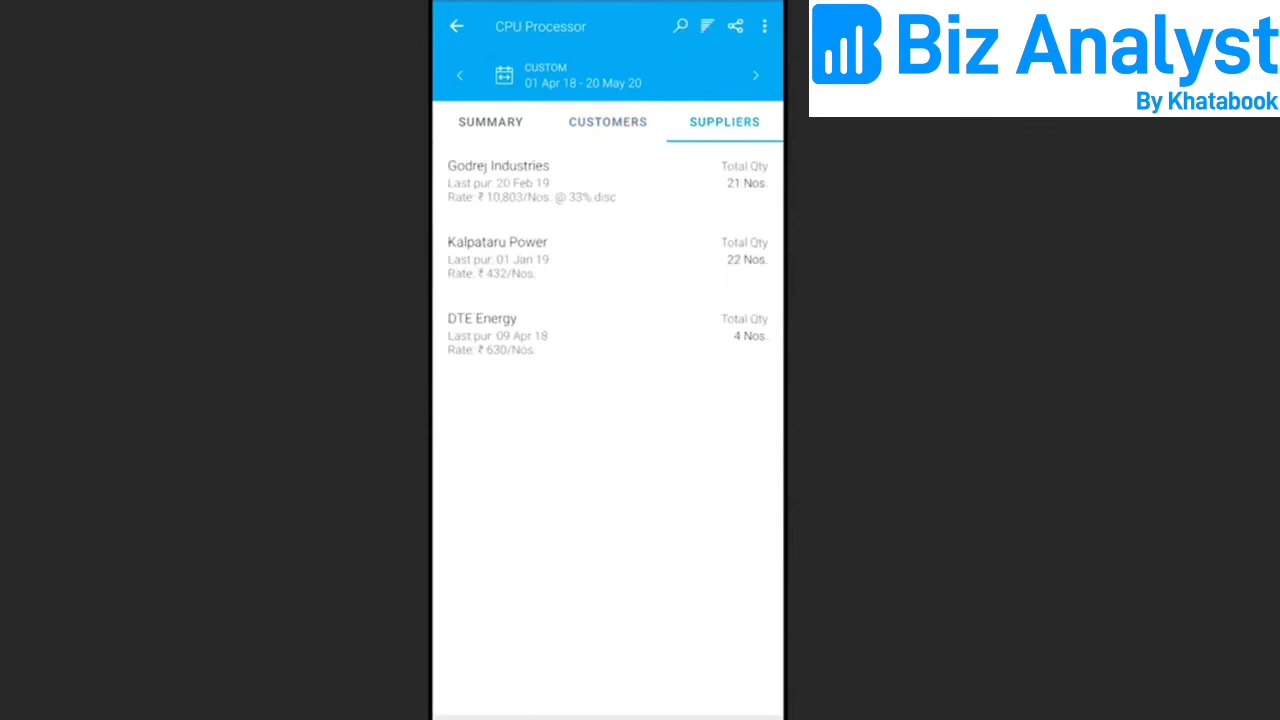 CPU Processor
CUSTOM
01 Apr 18 - 20 May 20
SUMMARY CUSTOMERS SUPPLIERS
Godrej Industries Total Qty
Last pur: 20 Feb 19 21 Nos.
Rate: ₹ 10,803/Nos. @ 33% disc
Kalpataru Power Total Qty
Last pur: 01 Jan 19 22 Nos.
Rate: ₹ 432/Nos.
DTE Energy Total Qty
Last pur: 09 Apr 18 4 Nos.
Rate: ₹ 630/Nos.
Biz Analyst
By Khatabook